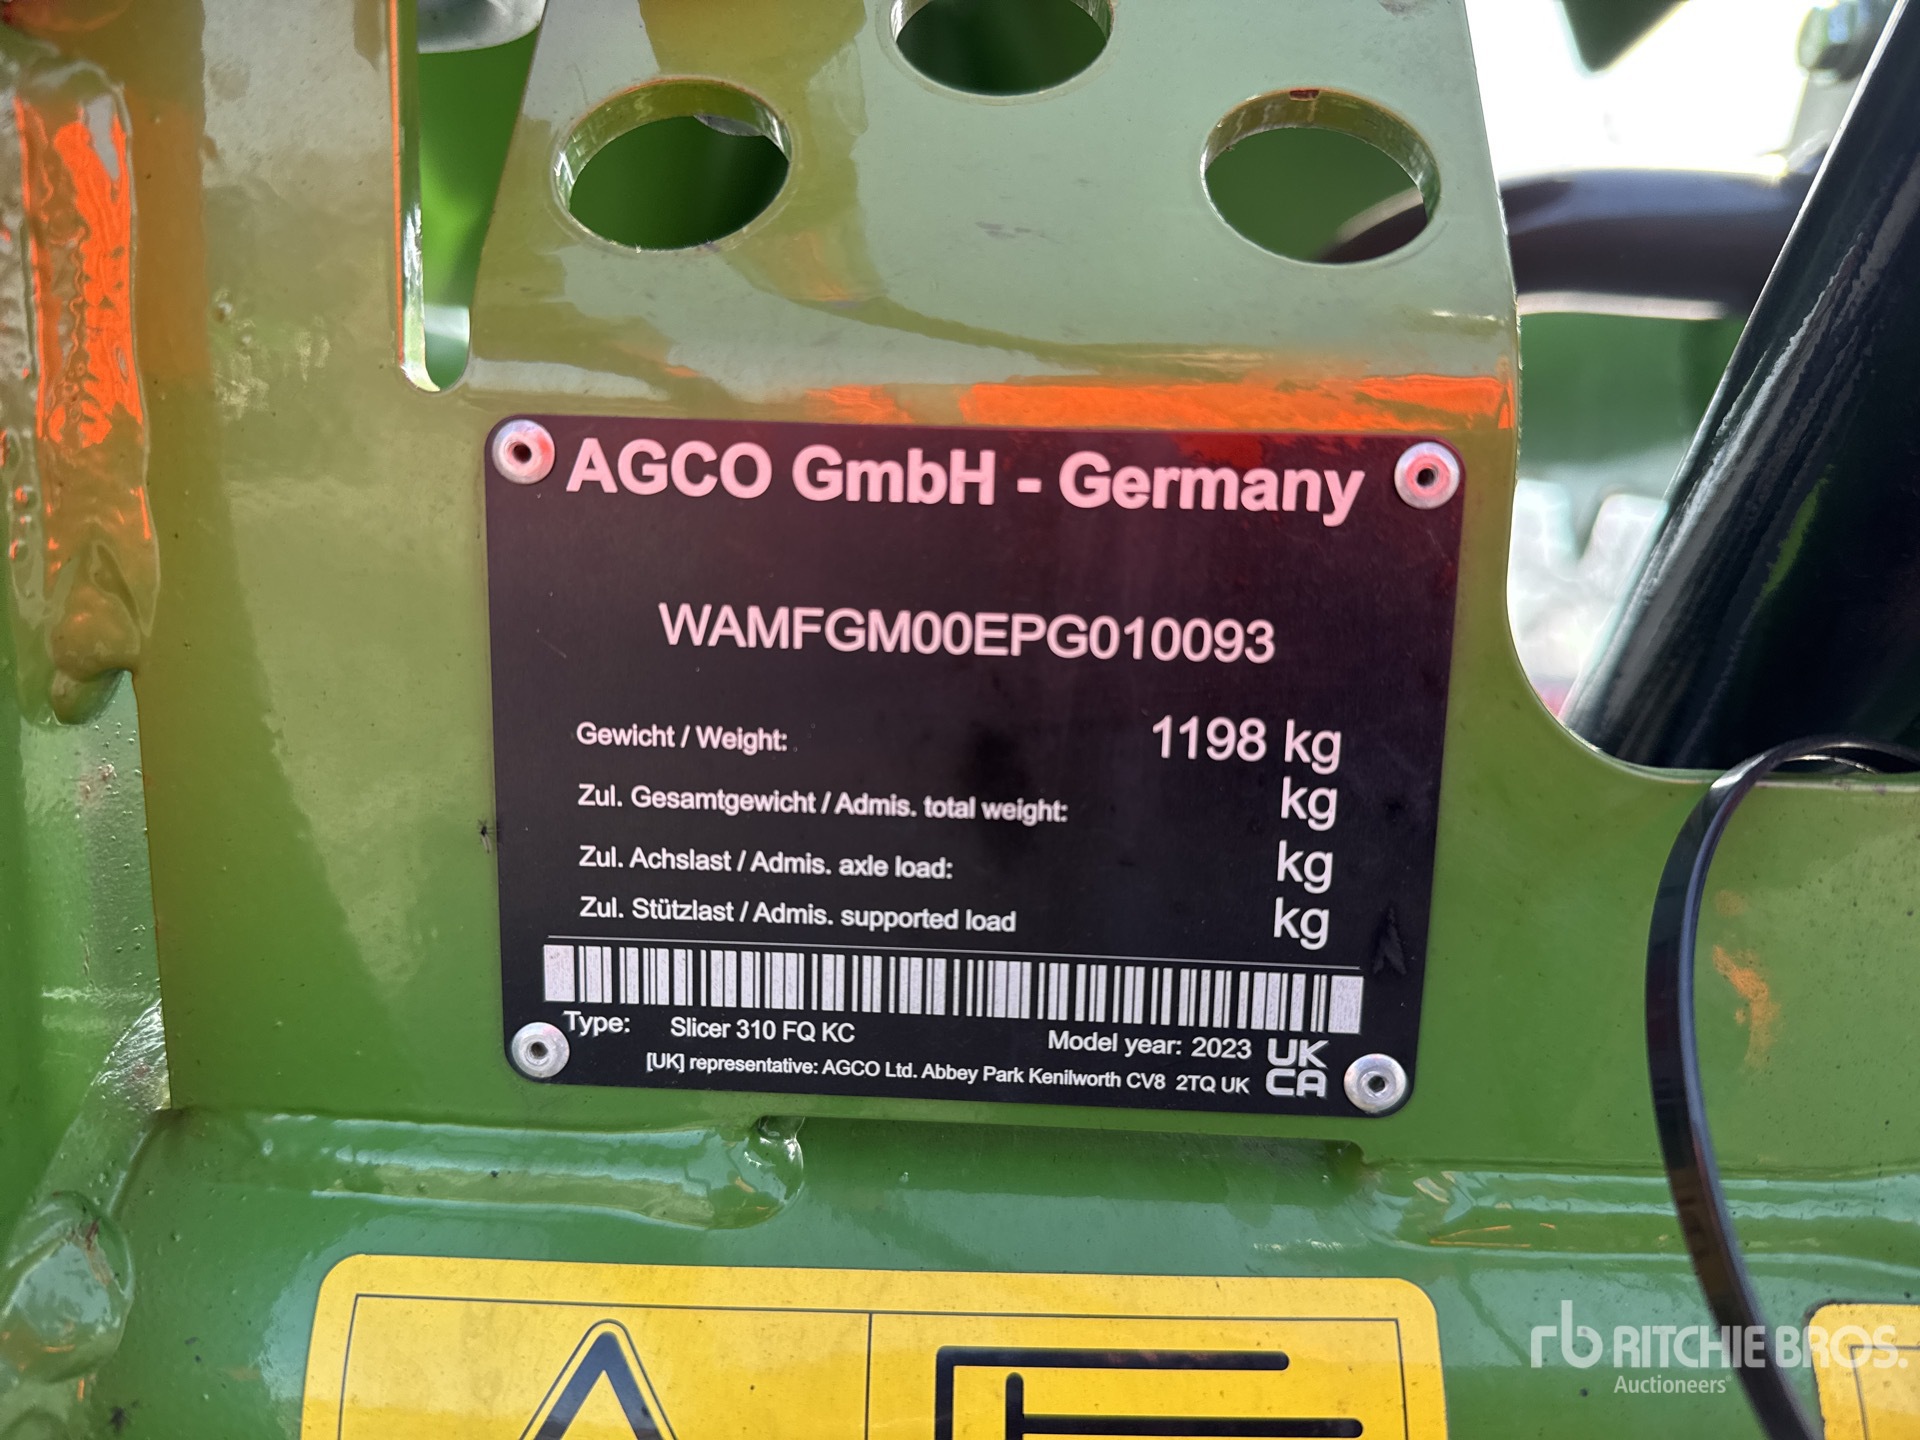 AGCO GmbH - Germany
WAMFGM00EPG010093
Gewicht / Weight: 1198 kg
Zul. Gesamtgewicht / Admis. total weight: kg
Zul. Achslast / Admis. axle load: kg
Zul. Stützlast / Admis. supported load kg
Type: Slicer 310 FQ KC Model year: 2023 UK
[UK] representative: AGCO Ltd. Abbey Park Kenilworth CV8 2TQ UK CA
rb RITCHIE BROS.
Auctioneers